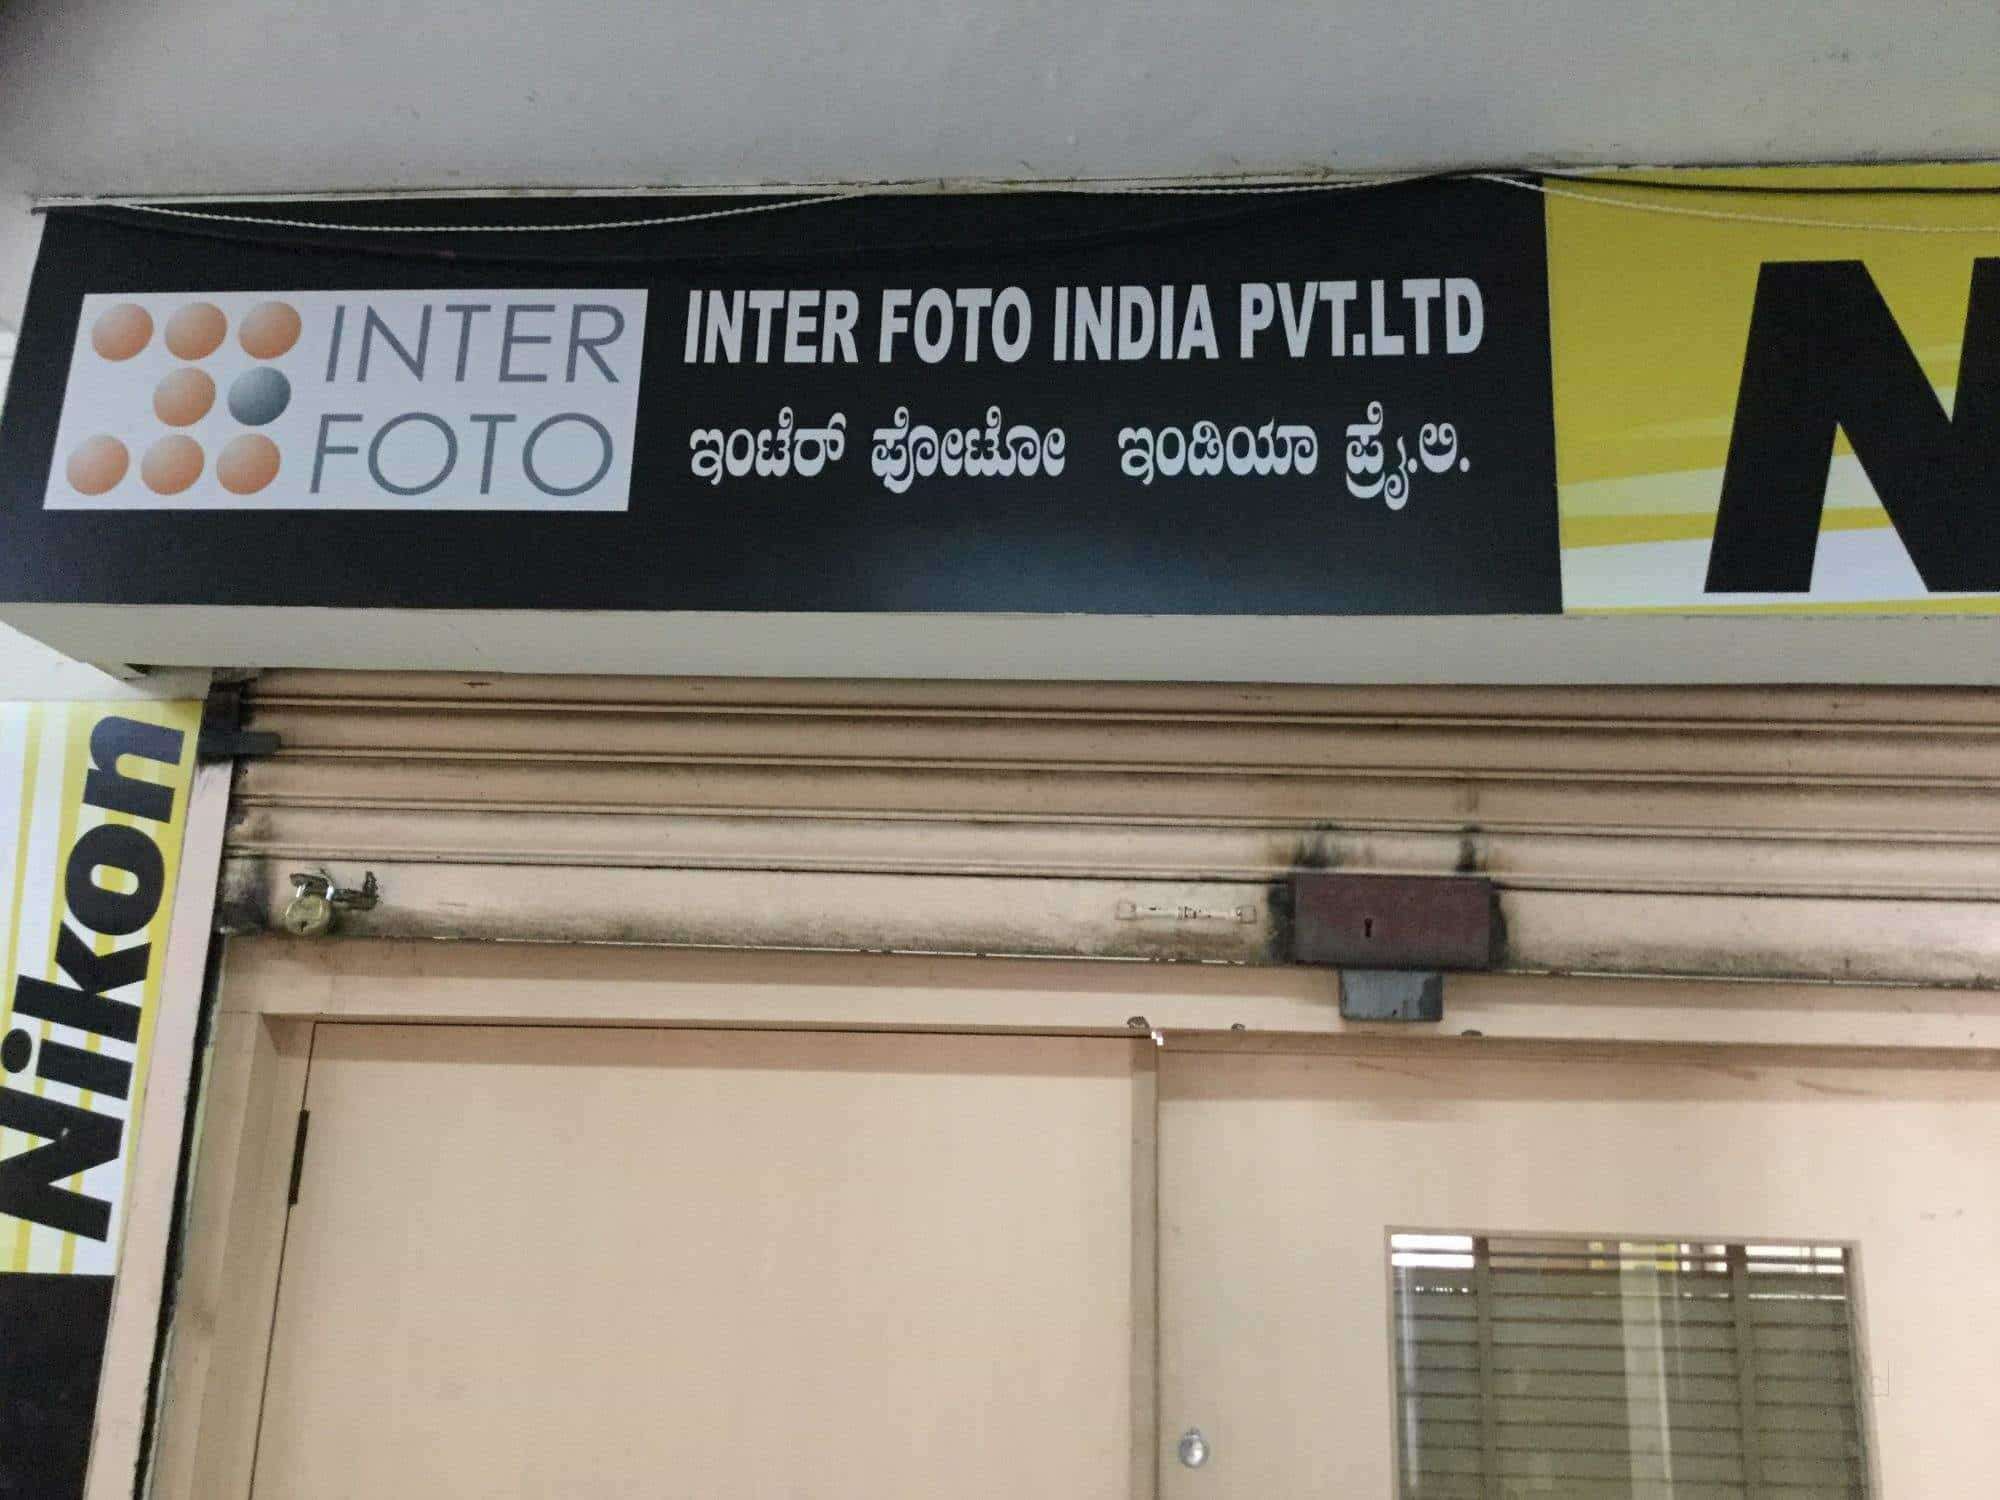 INTER
FOTO
INTER FOTO INDIA PVT.LTD
ಇಂಟೆರ್ ಫೋಟೋ ಇಂಡಿಯಾ ಪ್ರೈ.ಲಿ.
N
Nikon